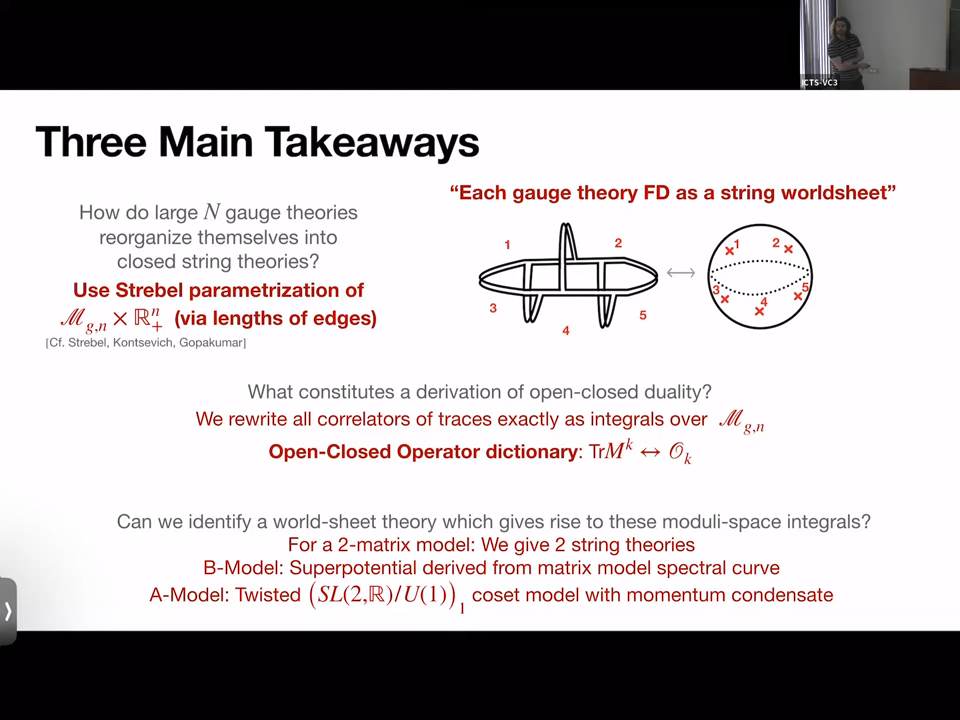 ICTS-VC3
Three Main Takeaways
How do large N gauge theories
reorganize themselves into
closed string theories?
Use Strebel parametrization of
ℳg,n × ℝ₊ⁿ (via lengths of edges)
[Cf. Strebel, Kontsevich, Gopakumar]
“Each gauge theory FD as a string worldsheet”
1 2
3 4 5
1 2
3 4 5
What constitutes a derivation of open-closed duality?
We rewrite all correlators of traces exactly as integrals over ℳg,n
Open-Closed Operator dictionary: TrMᵏ ↔ 𝒪ₖ
Can we identify a world-sheet theory which gives rise to these moduli-space integrals?
For a 2-matrix model: We give 2 string theories
B-Model: Superpotential derived from matrix model spectral curve
A-Model: Twisted (SL(2,ℝ)/U(1))₁ coset model with momentum condensate